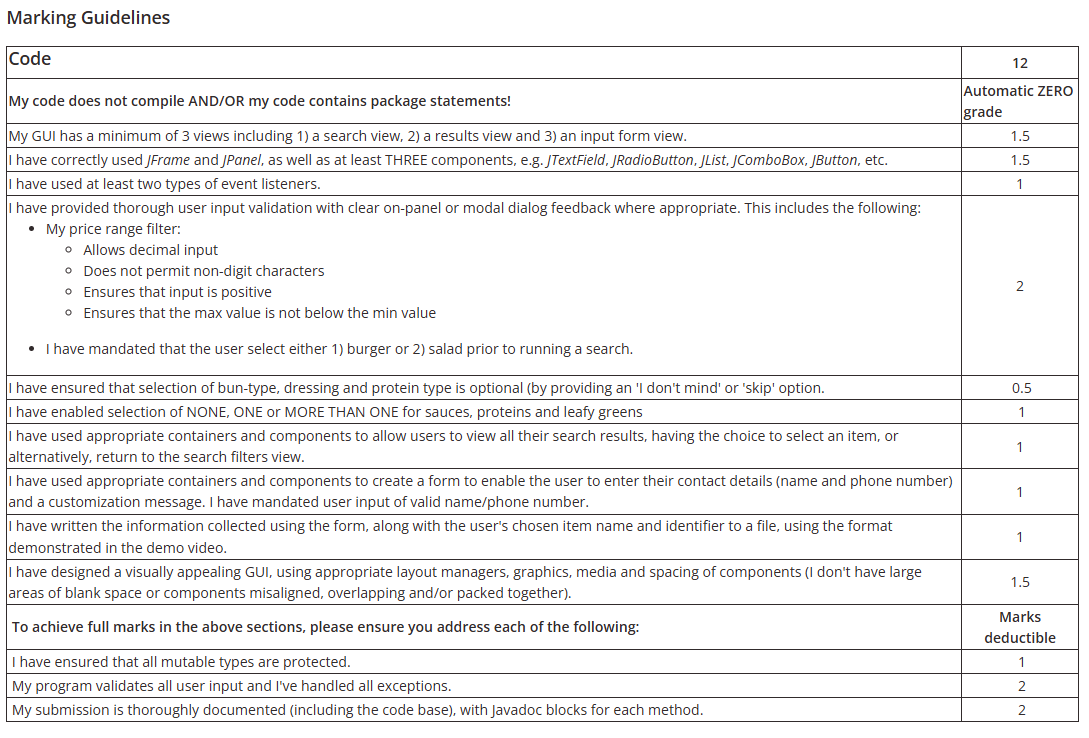 Marking Guidelines
Code
12
My code does not compile AND/OR my code contains package statements!
Automatic ZERO
grade
My GUI has a minimum of 3 views including 1) a search view, 2) a results view and 3) an input form view.
1.5
I have correctly used JFrame and JPanel, as well as at least THREE components, e.g. JTextField, JRadioButton, JList, JComboBox, JButton, etc.
1.5
I have used at least two types of event listeners.
1
I have provided thorough user input validation with clear on-panel or modal dialog feedback where appropriate. This includes the following:
• My price range filter:
○ Allows decimal input
○ Does not permit non-digit characters
○ Ensures that input is positive
○ Ensures that the max value is not below the min value
• I have mandated that the user select either 1) burger or 2) salad prior to running a search.
2
I have ensured that selection of bun-type, dressing and protein type is optional (by providing an 'I don't mind' or 'skip' option.
0.5
I have enabled selection of NONE, ONE or MORE THAN ONE for sauces, proteins and leafy greens
1
I have used appropriate containers and components to allow users to view all their search results, having the choice to select an item, or
alternatively, return to the search filters view.
1
I have used appropriate containers and components to create a form to enable the user to enter their contact details (name and phone number)
and a customization message. I have mandated user input of valid name/phone number.
1
I have written the information collected using the form, along with the user's chosen item name and identifier to a file, using the format
demonstrated in the demo video.
1
I have designed a visually appealing GUI, using appropriate layout managers, graphics, media and spacing of components (I don't have large
areas of blank space or components misaligned, overlapping and/or packed together).
1.5
To achieve full marks in the above sections, please ensure you address each of the following:
Marks
deductible
I have ensured that all mutable types are protected.
1
My program validates all user input and I've handled all exceptions.
2
My submission is thoroughly documented (including the code base), with Javadoc blocks for each method.
2